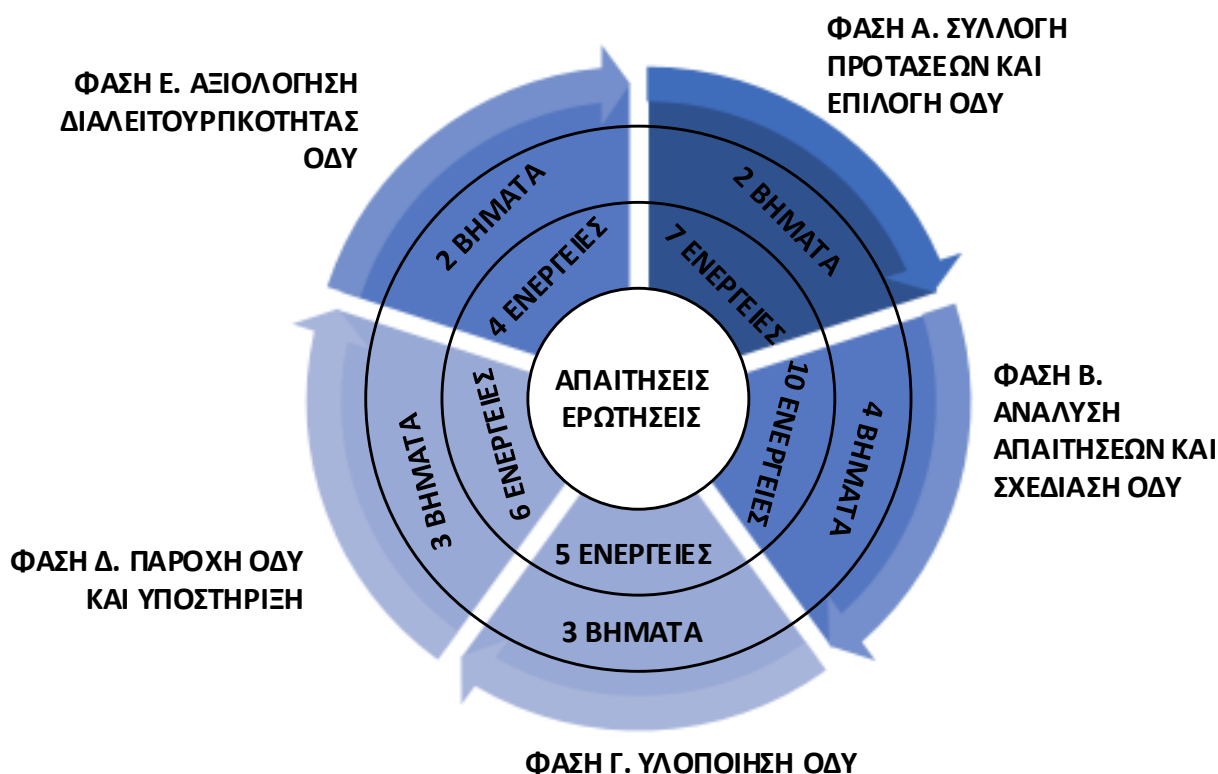 ΦΑΣΗ Α. ΣΥΛΛΟΓΗ
ΠΡΟΤΑΣΕΩΝ ΚΑΙ
ΕΠΙΛΟΓΗ ΟΔΥ
2 ΒΗΜΑΤΑ
7 ΕΝΕΡΓΕΙΕΣ
ΦΑΣΗ Β.
ΑΝΑΛΥΣΗ
ΑΠΑΙΤΗΣΕΩΝ ΚΑΙ
ΣΧΕΔΙΑΣΗ ΟΔΥ
4 ΒΗΜΑΤΑ
10 ΕΝΕΡΓΕΙΕΣ
ΦΑΣΗ Γ. ΥΛΟΠΟΙΗΣΗ ΟΔΥ
3 ΒΗΜΑΤΑ
5 ΕΝΕΡΓΕΙΕΣ
ΦΑΣΗ Δ. ΠΑΡΟΧΗ ΟΔΥ
ΚΑΙ ΥΠΟΣΤΗΡΙΞΗ
3 ΒΗΜΑΤΑ
6 ΕΝΕΡΓΕΙΕΣ
ΦΑΣΗ Ε. ΑΞΙΟΛΟΓΗΣΗ
ΔΙΑΛΕΙΤΟΥΡΓΙΚΟΤΗΤΑΣ
ΟΔΥ
2 ΒΗΜΑΤΑ
4 ΕΝΕΡΓΕΙΕΣ
ΑΠΑΙΤΗΣΕΙΣ
ΕΡΩΤΗΣΕΙΣ